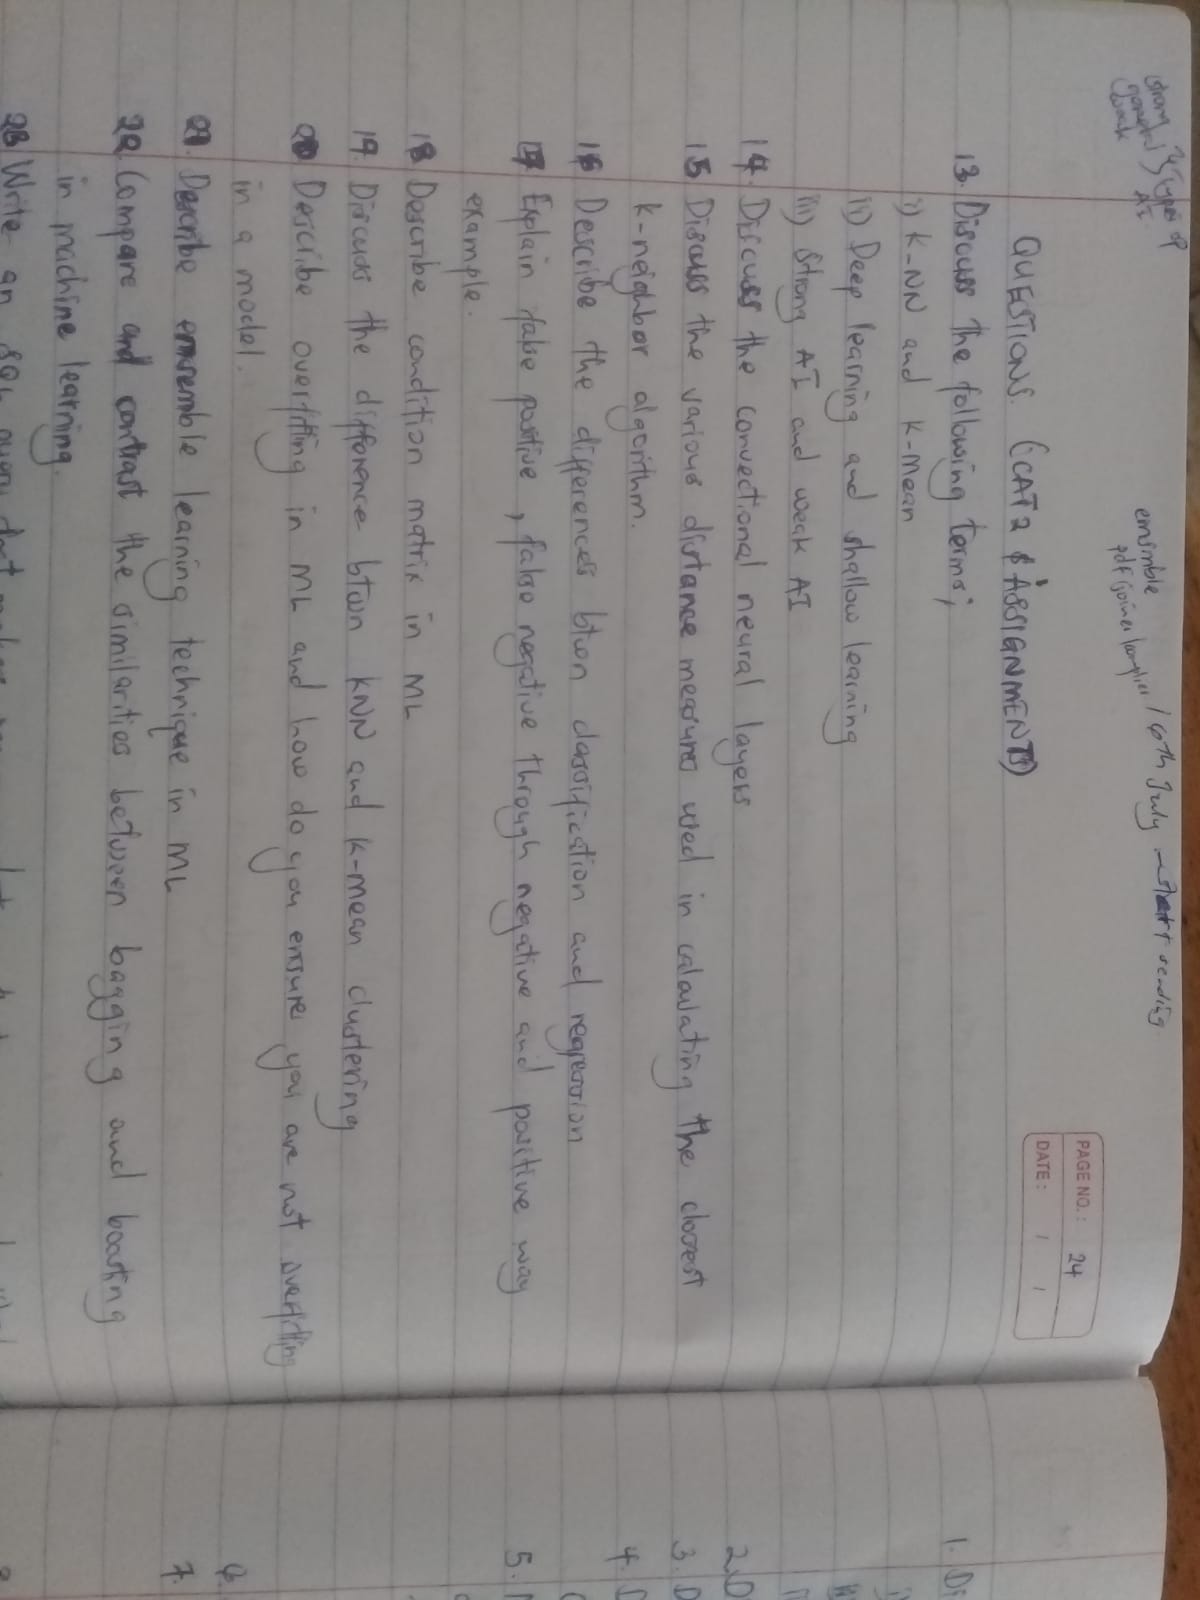 strong
general } types of
weak AI
emsmble
pdf joiner/complier
16th July - start sending
PAGE NO.: 24
DATE: / /
QUESTIONS. (CAT 2 & ASSIGNMENTS)
13. Discuss the following terms;
i) K-NN and K-Mean
ii) Deep learning and shallow learning
iii) Strong AI and weak AI
14. Discuss the convectional neural layers
15 Discuss the various distance measures used in calculating the closest
k-neighbor algorithm.
16 Describe the differences btwn classification and regression
17 Explain false positive, false negative through negative and positive way
example.
18 Describe condition matrix in ML
19. Discuss the difference btwn KNN and K-mean clustering
20 Describe overfitting in ML and how do you ensure you are not overfitting
in a model.
21. Describe ensemble learning technique in ML
22. Compare and contrast the similarities between bagging and boosting
in machine learning.
23 Write an SQL query
1. Di
i)
2. D
3. D
4.
5.
7.